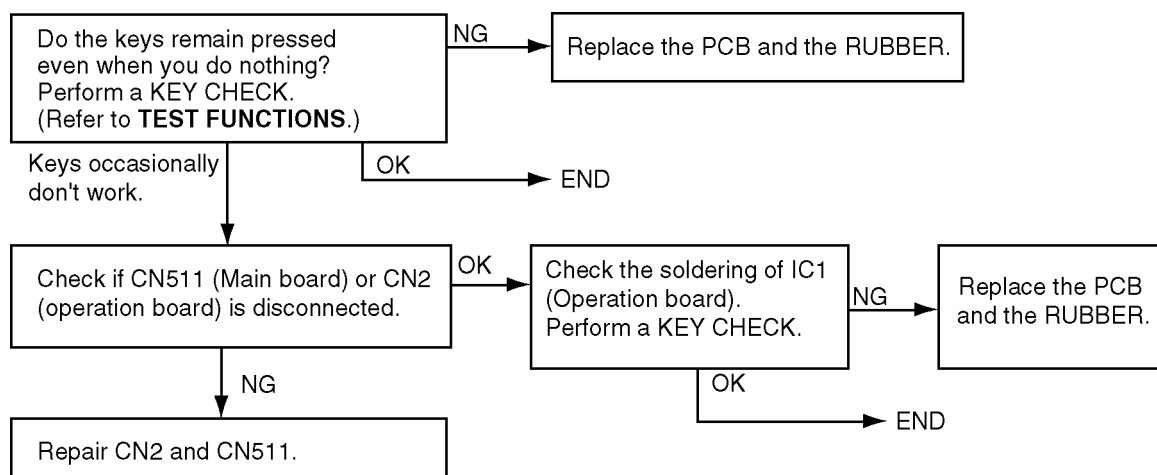 Do the keys remain pressed
even when you do nothing?
Perform a KEY CHECK.
(Refer to TEST FUNCTIONS.)
NG
Replace the PCB and the RUBBER.
Keys occasionally
don't work.
OK
END
Check if CN511 (Main board) or CN2
(operation board) is disconnected.
OK
Check the soldering of IC1
(Operation board).
Perform a KEY CHECK.
NG
Replace the PCB
and the RUBBER.
NG
OK
END
Repair CN2 and CN511.